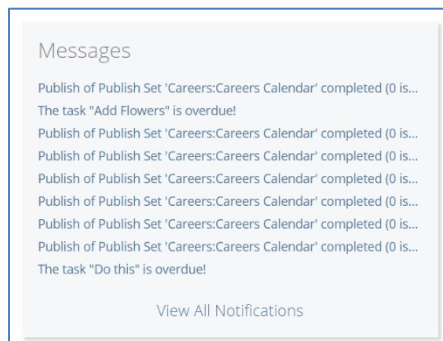 Messages
Publish of Publish Set 'Careers:Careers Calendar' completed (0 is...
The task "Add Flowers" is overdue!
Publish of Publish Set 'Careers:Careers Calendar' completed (0 is...
Publish of Publish Set 'Careers:Careers Calendar' completed (0 is...
Publish of Publish Set 'Careers:Careers Calendar' completed (0 is...
Publish of Publish Set 'Careers:Careers Calendar' completed (0 is...
Publish of Publish Set 'Careers:Careers Calendar' completed (0 is...
Publish of Publish Set 'Careers:Careers Calendar' completed (0 is...
The task "Do this" is overdue!
View All Notifications